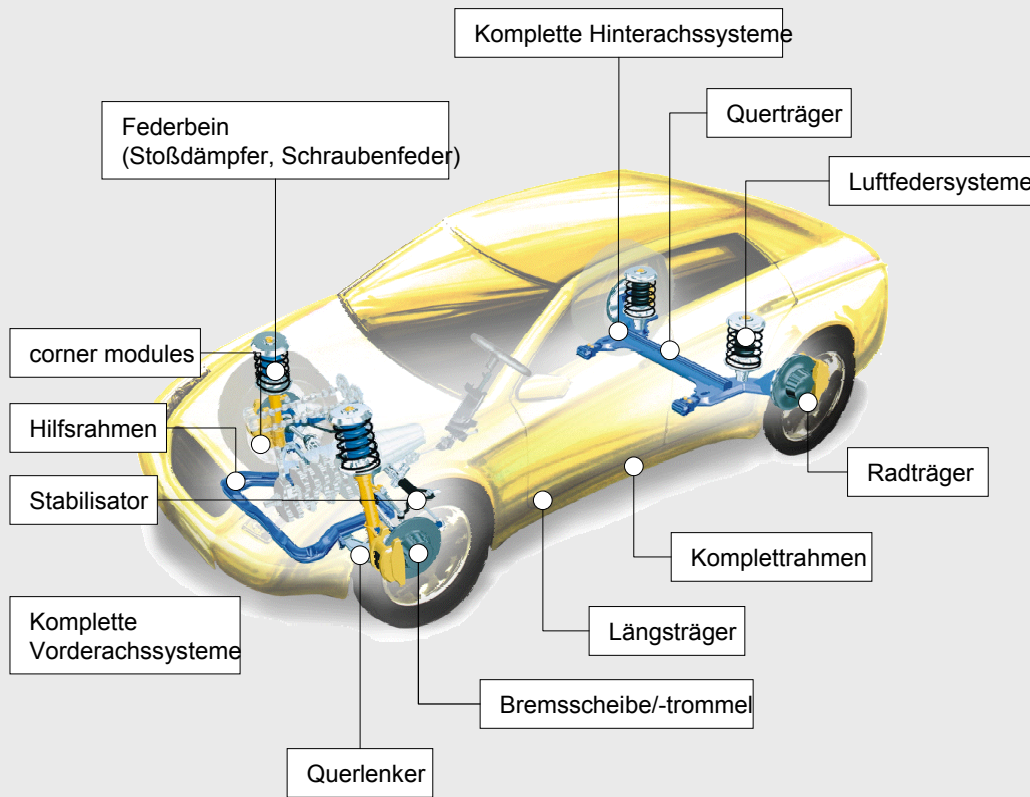 Komplette Hinterachssysteme
Querträger
Federbein
(Stoßdämpfer, Schraubenfeder)
Luftfedersysteme
corner modules
Hilfsrahmen
Stabilisator
Radträger
Komplettrahmen
Komplette
Vorderachssysteme
Längsträger
Bremsscheibe/-trommel
Querlenker